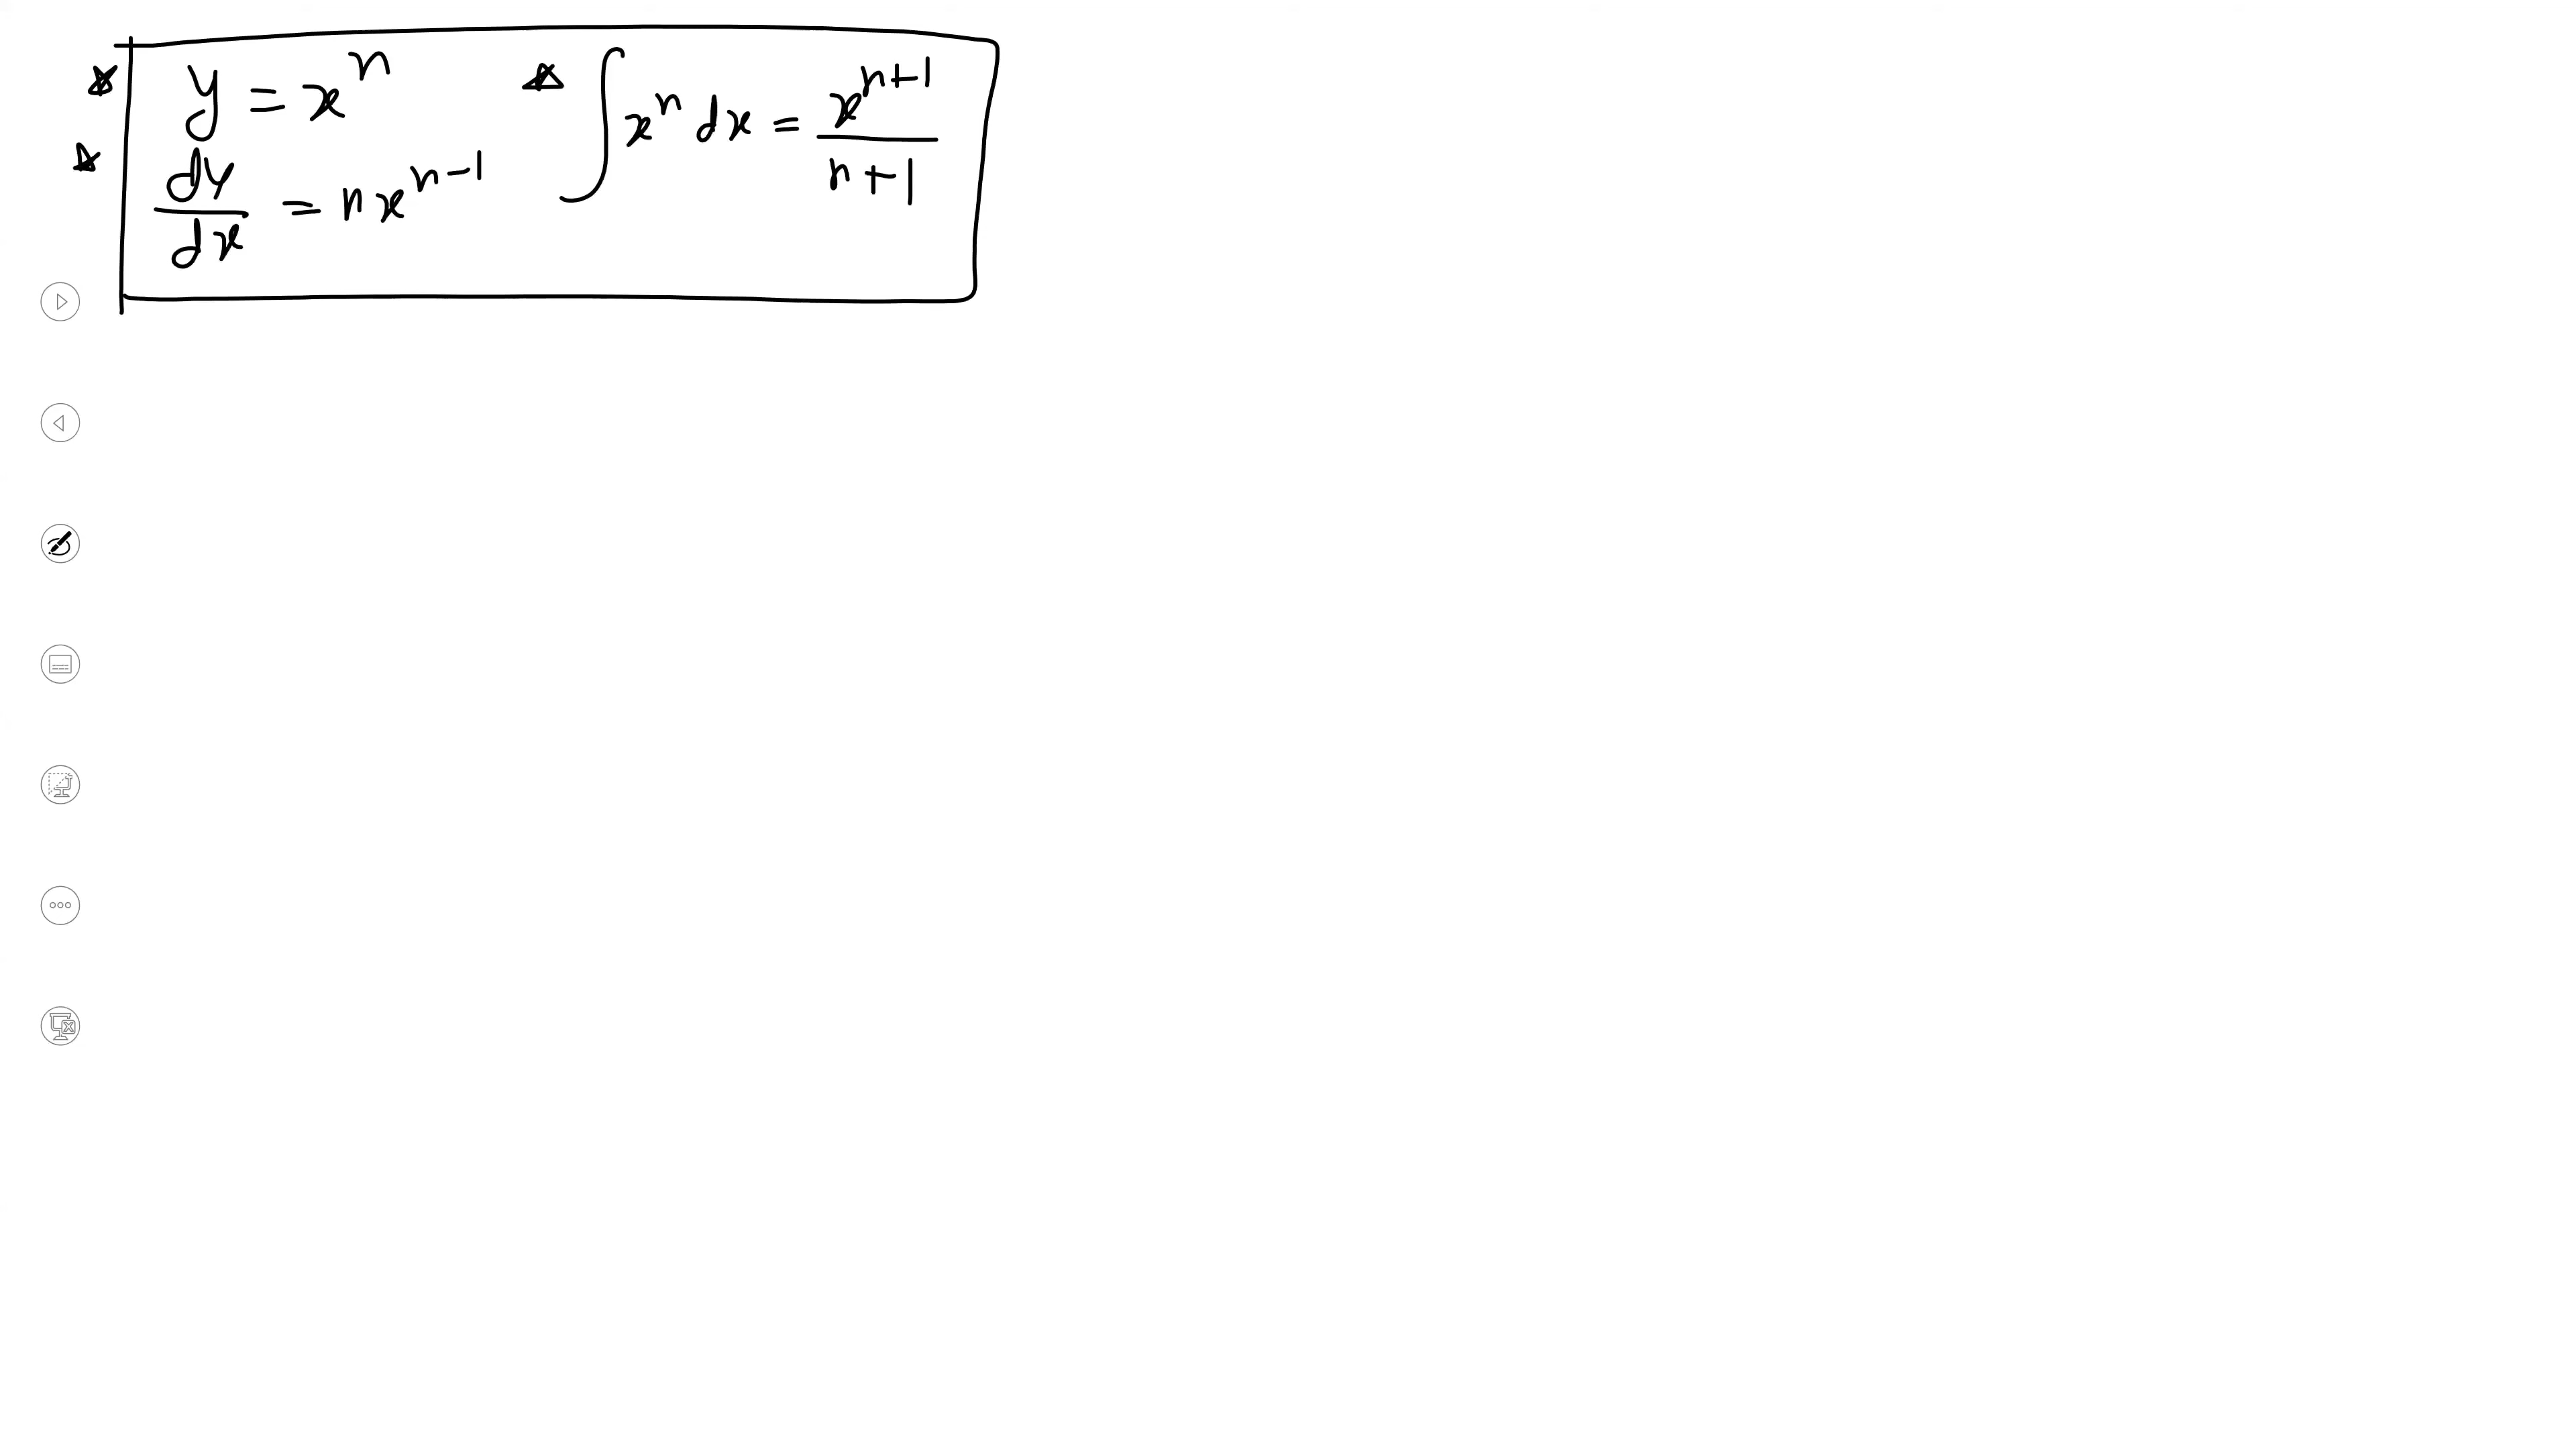 y = x^n
dy/dx = nx^{n-1}
∫ x^n dx = x^{n+1}/(n+1)